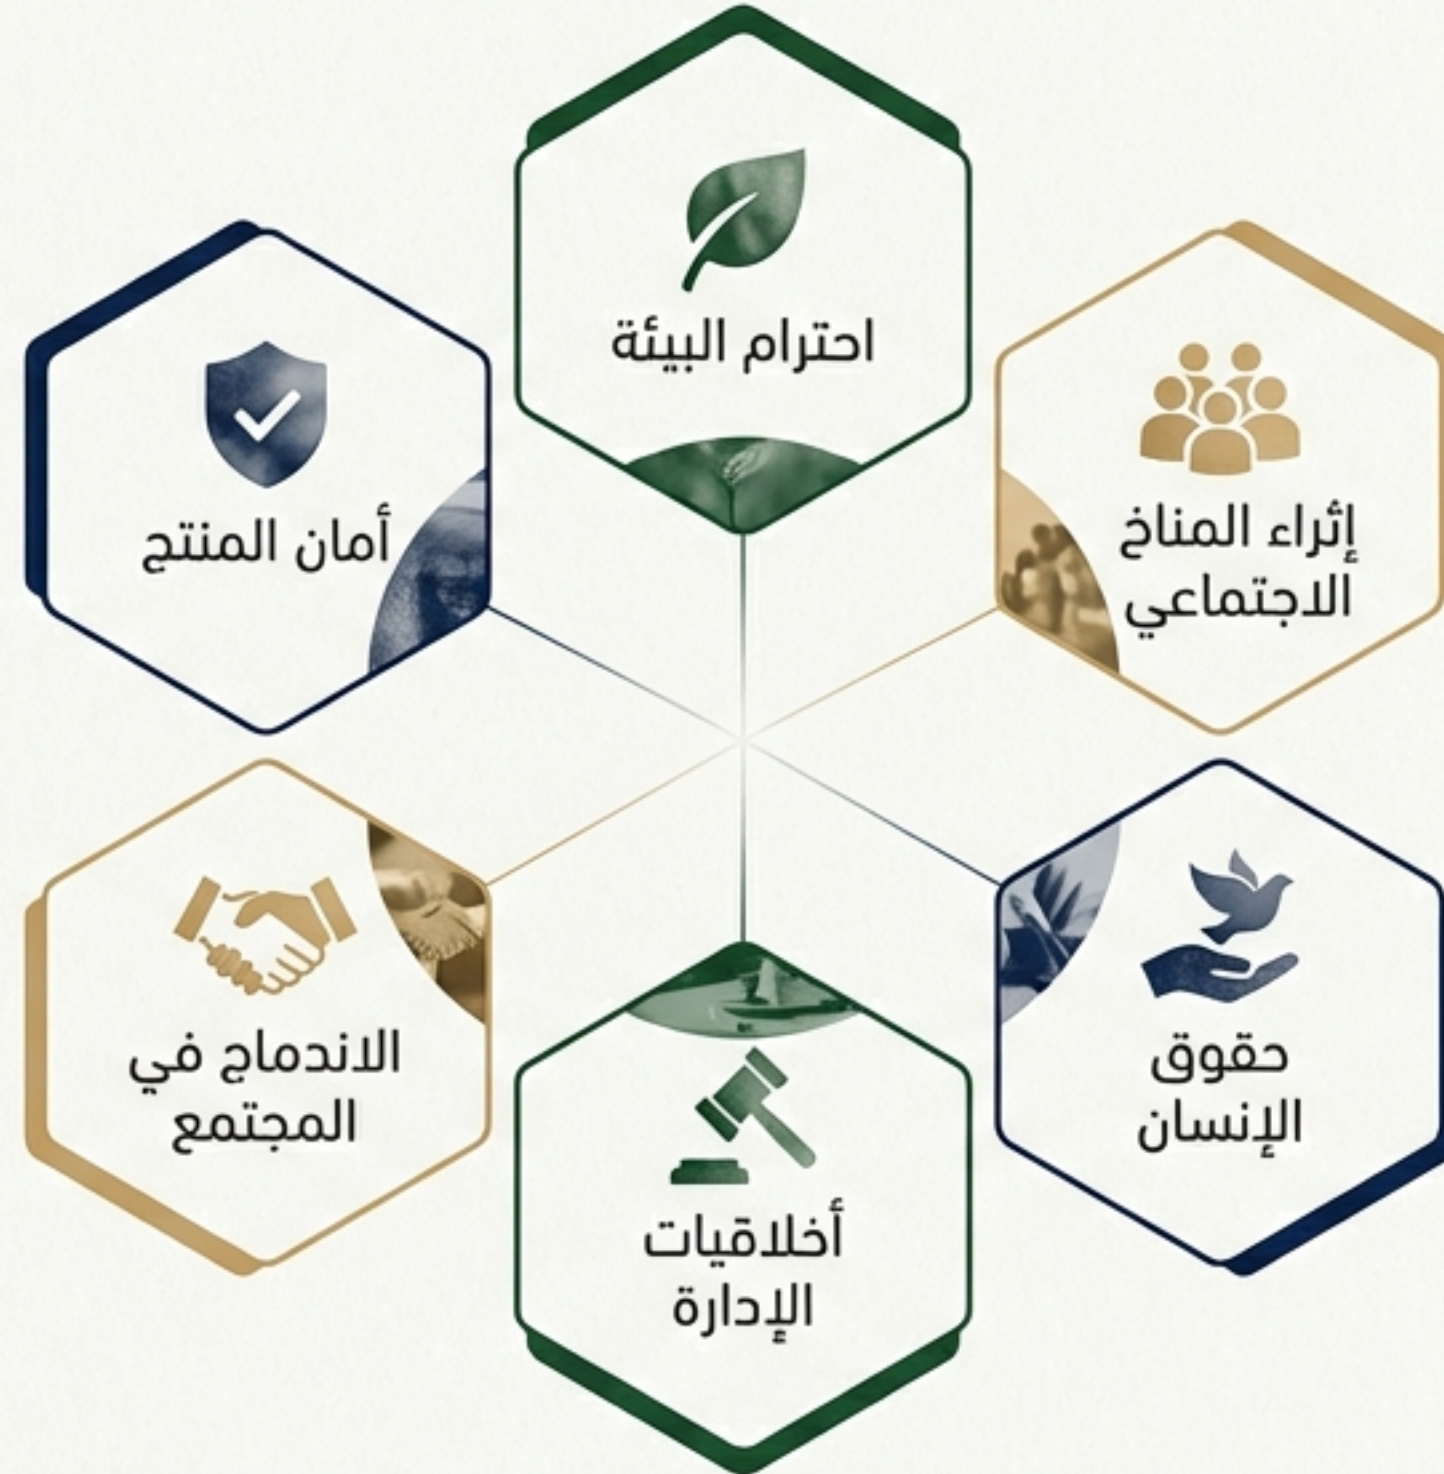 احترام البيئة
إثراء المناخ
الاجتماعي
أمان المنتج
حقوق
الإنسان
الاندماج في
المجتمع
أخلاقيات
الإدارة